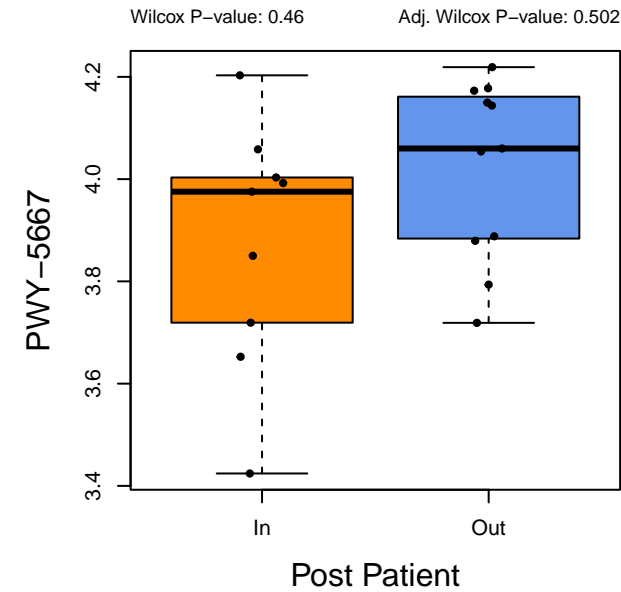 Wilcox P−value: 0.46
Adj. Wilcox P−value: 0.502
PWY−5667
4.2
4.0
3.8
3.6
3.4
In
Out
Post Patient